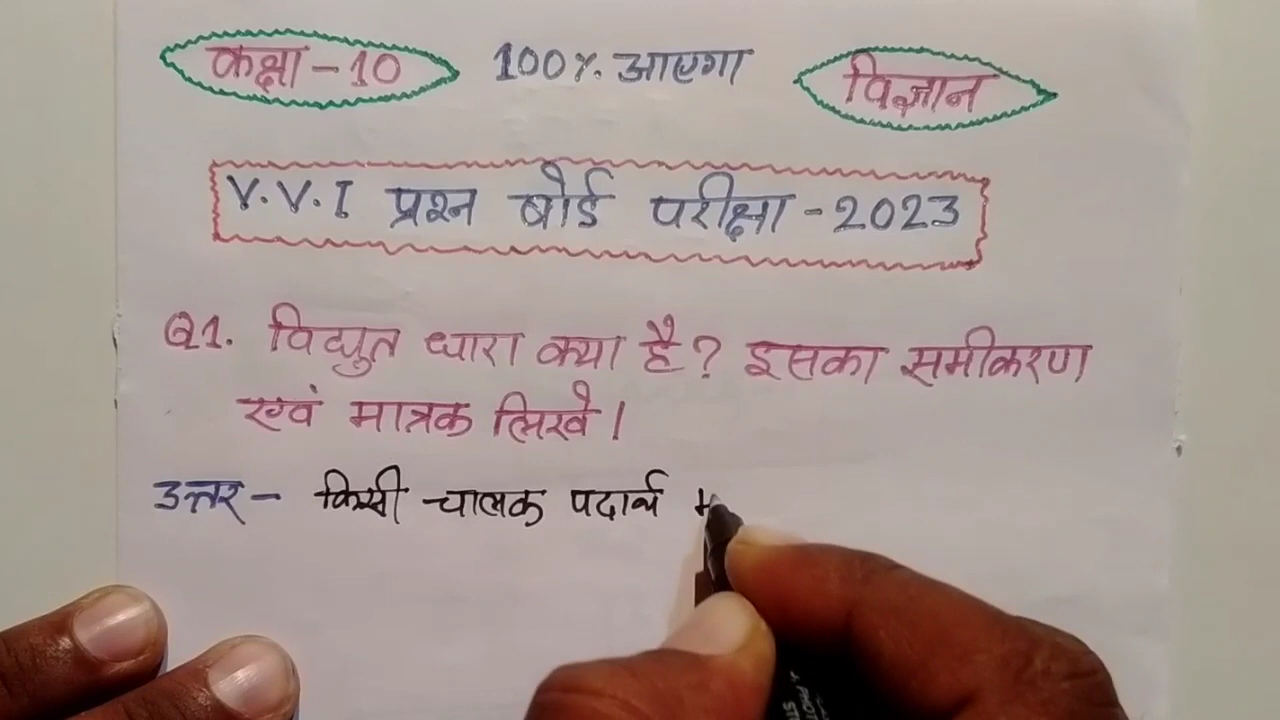 कक्षा - 10 100%. आएगा विज्ञान
V.V.I प्रश्न बोर्ड परीक्षा - 2023
Q1. विद्युत धारा क्या है? इसका समीकरण
एवं मात्रक लिखे।
उत्तर - किसी चालक पदार्थ